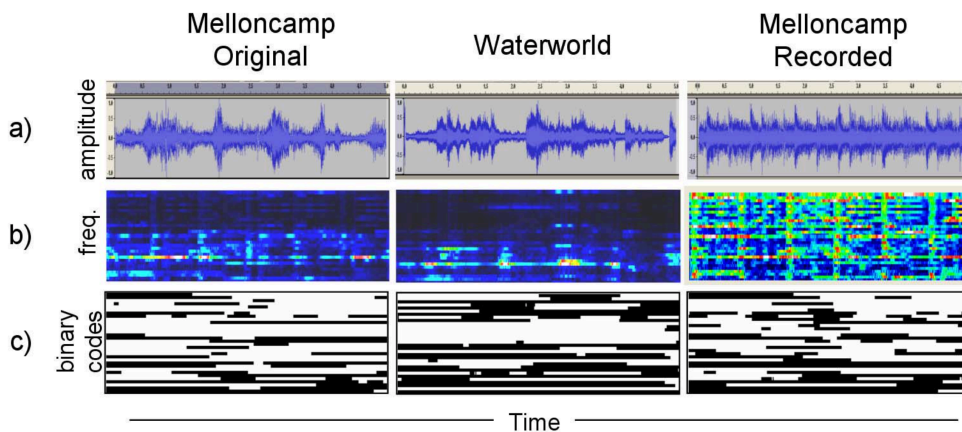 Melloncamp
Original
Waterworld
Melloncamp
Recorded
a)
amplitude
b)
freq.
c)
binary
codes
Time